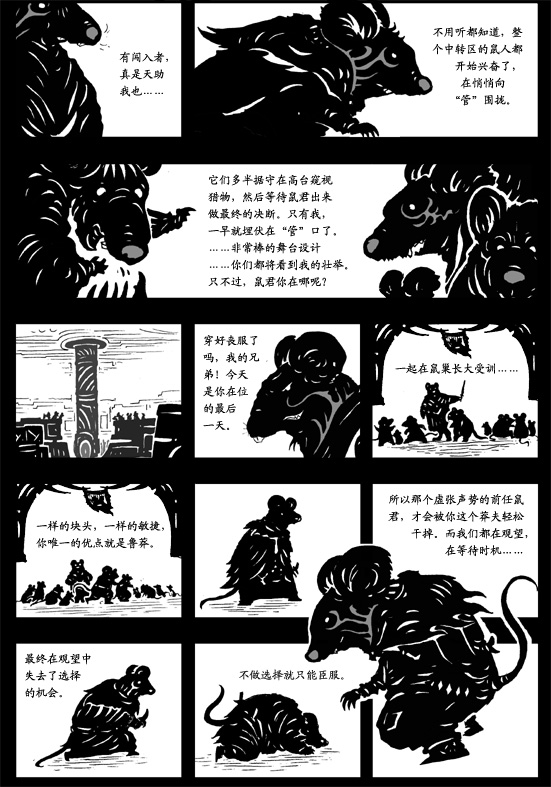 有闯入者，
真是天助
我也……
不用听都知道，整
个中转区的鼠人都
开始兴奋了，
在悄悄向
“管”围拢。
它们多半据守在高台窥视
猎物，然后等待鼠君出来
做最终的决断。只有我，
一早就埋伏在“管”口了。
……非常棒的舞台设计
……你们都将看到我的壮举。
只不过，鼠君你在哪呢？
穿好丧服了
吗，我的兄
弟！今天
是你在位
的最后
一天。
一起在鼠巢长大受训……
一样的块头，一样的敏捷，
你唯一的优点就是鲁莽。
所以那个虚张声势的前任鼠
君，才会被你这个莽夫轻松
干掉。而我们都在观望，
在等待时机……
最终在观望中
失去了选择
的机会。
不做选择就只能臣服。